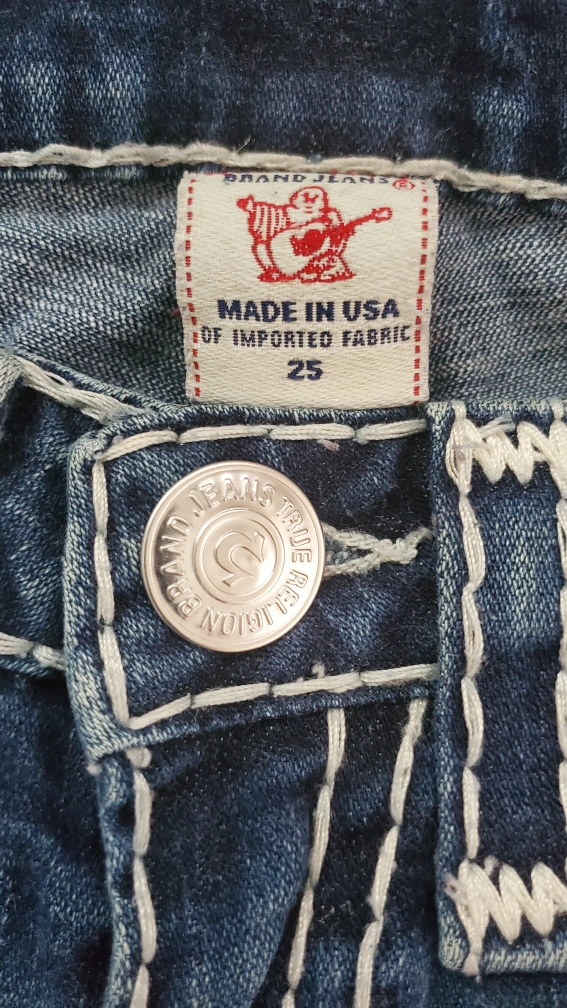 BRAND JEANS®
MADE IN USA
OF IMPORTED FABRIC
25
TRUE RELIGION BRAND JEANS